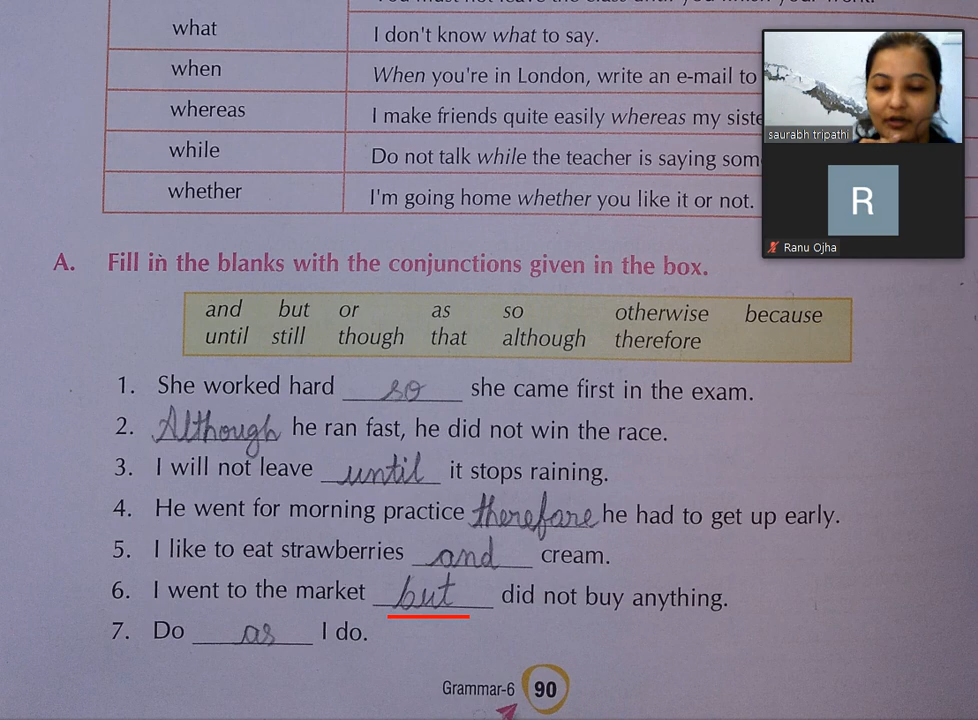 what
I don't know what to say.
when
When you're in London, write an e-mail to
whereas
I make friends quite easily whereas my siste
while
Do not talk while the teacher is saying som
whether
I'm going home whether you like it or not.
saurabh tripathi
R
Ranu Ojha
A. Fill in the blanks with the conjunctions given in the box.
and but or as so otherwise because
until still though that although therefore
1. She worked hard so she came first in the exam.
2. Although he ran fast, he did not win the race.
3. I will not leave until it stops raining.
4. He went for morning practice therefare he had to get up early.
5. I like to eat strawberries and cream.
6. I went to the market but did not buy anything.
7. Do as I do.
Grammar-6 90